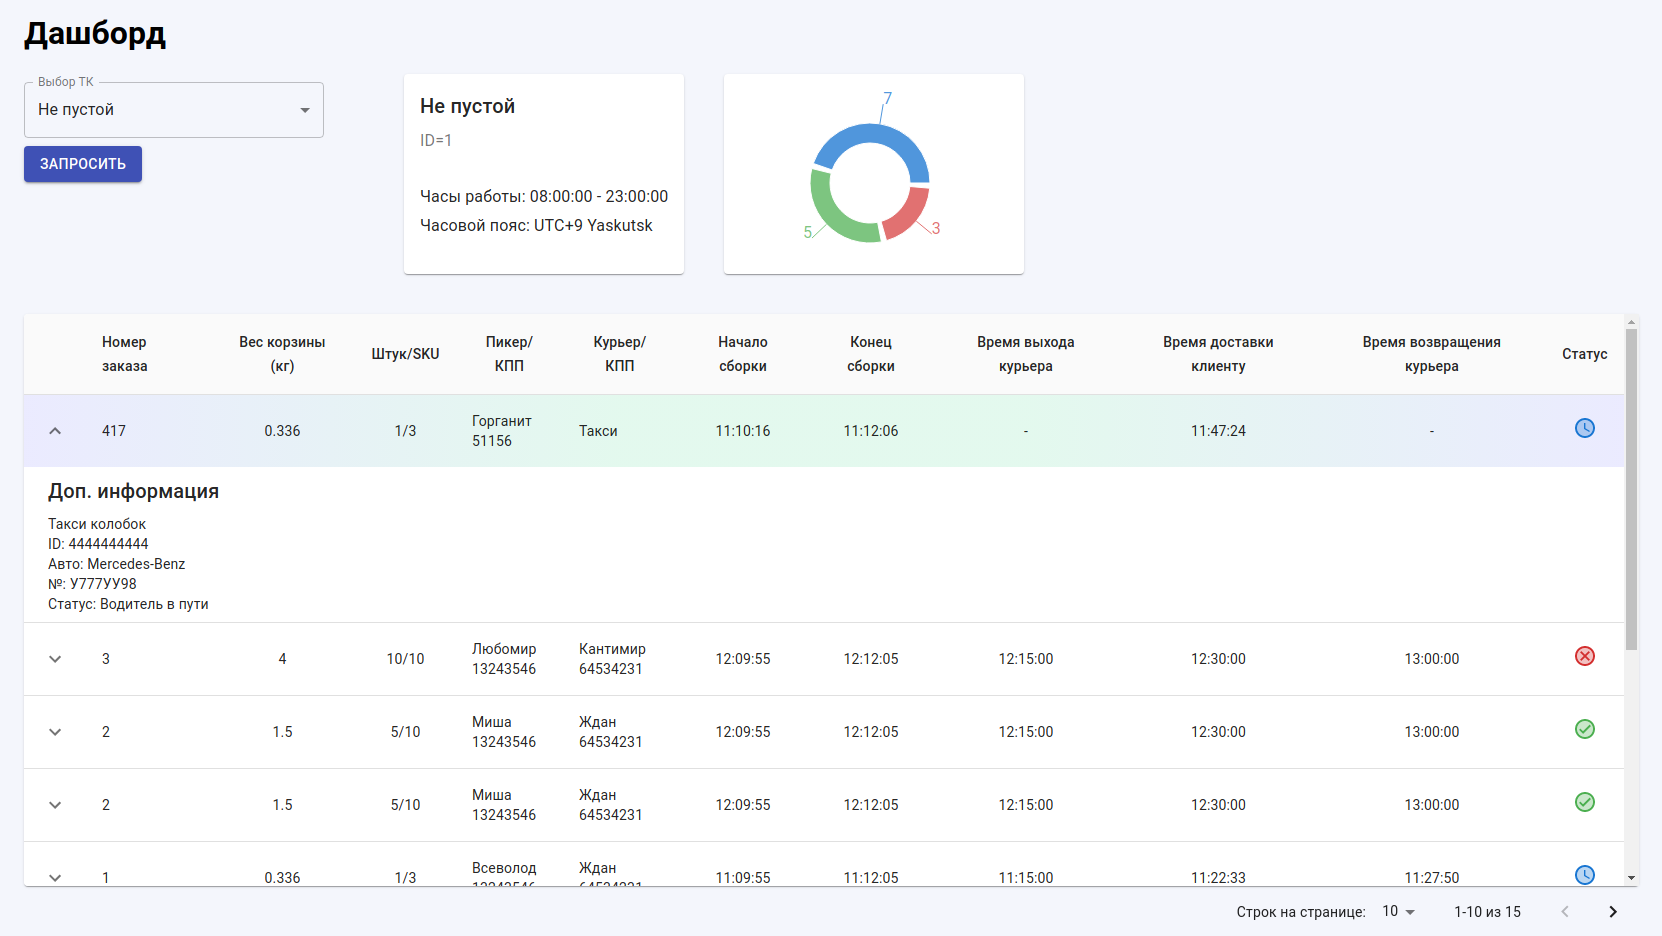 Дашборд
Выбор ТК
Не пустой
ЗАПРОСИТЬ
Не пустой
ID=1
Часы работы: 08:00:00 - 23:00:00
Часовой пояс: UTC+9 Yaskutsk
7
5
3
Номер заказа
Вес корзины (кг)
Штук/SKU
Пикер/ КПП
Курьер/ КПП
Начало сборки
Конец сборки
Время выхода курьера
Время доставки клиенту
Время возвращения курьера
Статус
417 0.336 1/3 Горганит 51156 Такси 11:10:16 11:12:06 - 11:47:24 -
Доп. информация
Такси колобок
ID: 4444444444
Авто: Mercedes-Benz
№: У777УУ98
Статус: Водитель в пути
3 4 10/10 Любомир 13243546 Кантимир 64534231 12:09:55 12:12:05 12:15:00 12:30:00 13:00:00
2 1.5 5/10 Миша 13243546 Ждан 64534231 12:09:55 12:12:05 12:15:00 12:30:00 13:00:00
2 1.5 5/10 Миша 13243546 Ждан 64534231 12:09:55 12:12:05 12:15:00 12:30:00 13:00:00
1 0.336 1/3 Всеволод Ждан 11:09:55 11:12:05 11:15:00 11:22:33 11:27:50
Строк на странице: 10 1-10 из 15